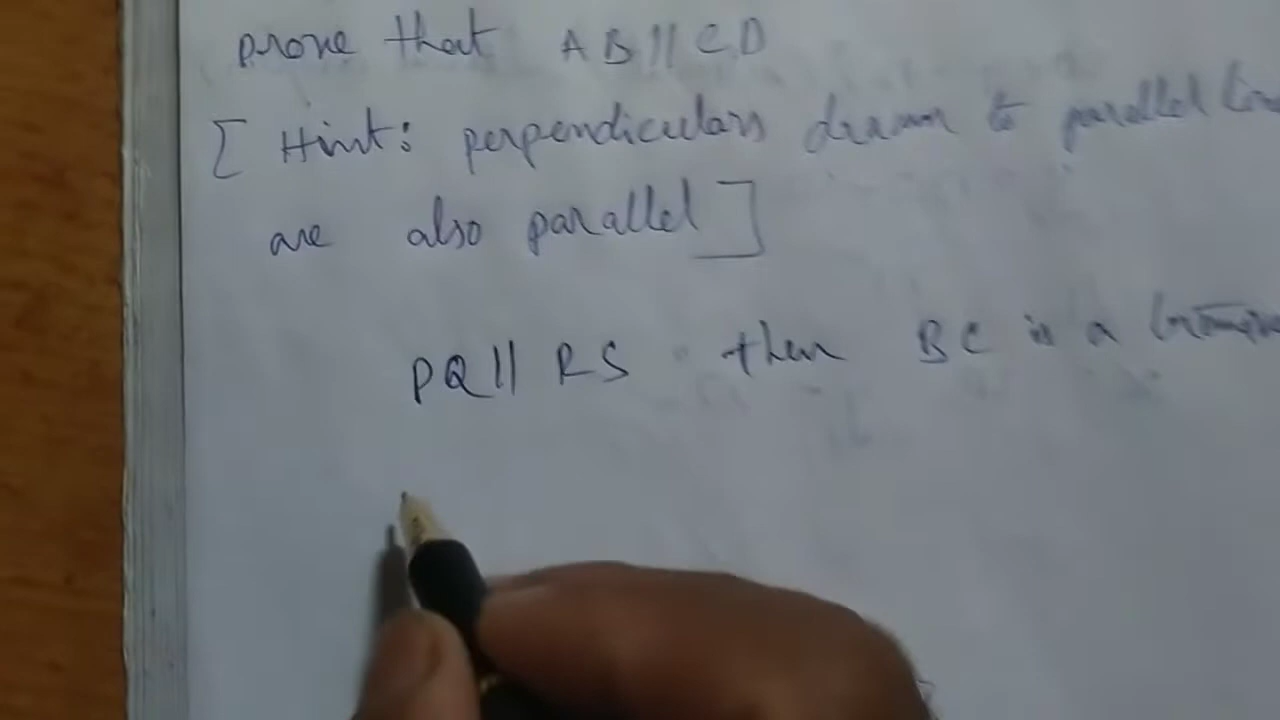 prove that AB || CD
[ Hint: perpendiculars drawn to parallel
are also parallel ]
PQ || RS then BC is a